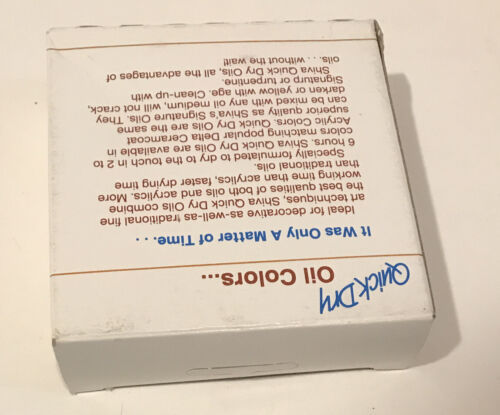 Quick Dry
Oil Colors...
It Was Only A Matter of Time. . . .
Ideal for decorative as-well-as traditional fine
art techniques, Shiva Quick Dry Oils combine
the best qualities of both oils and acrylics. More
working time than acrylics, faster drying time
than traditional oils.
Specially formulated to dry to the touch in 2 to
6 hours. Shiva Quick Dry Oils are available in
colors matching popular Delta Ceramcoat
Acrylic Colors. Quick Dry Oils are the same
superior quality as Shiva's Signature Oils. They
can be mixed with any oil medium, will not crack,
darken or yellow with age. Clean-up with
Signaturp or turpentine.
Shiva Quick Dry Oils, all the advantages of
oils. . . without the wait!